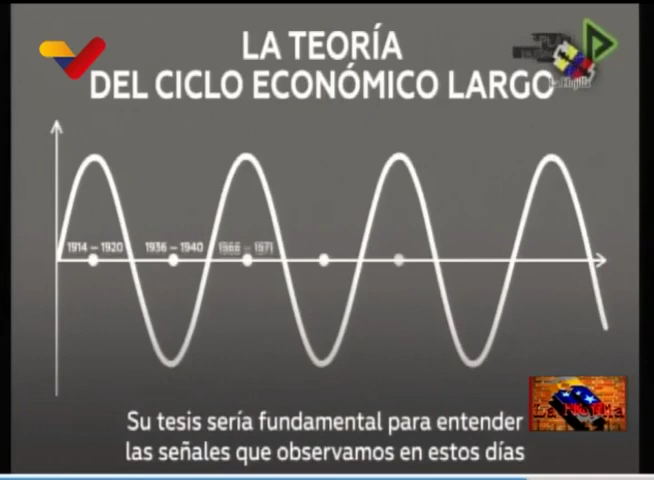 LA TEORÍA
DEL CICLO ECONÓMICO LARGO
1914 – 1920 1936 – 1940 1966 – 1971
Su tesis sería fundamental para entender
las señales que observamos en estos días